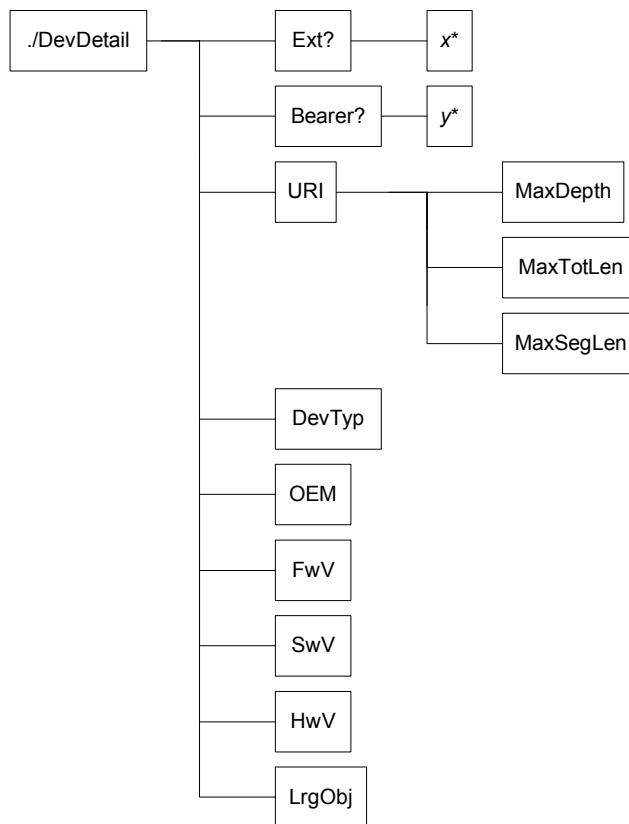 ./DevDetail
Ext?
x*
Bearer?
y*
URI
MaxDepth
MaxTotLen
MaxSegLen
DevTyp
OEM
FwV
SwV
HwV
LrgObj